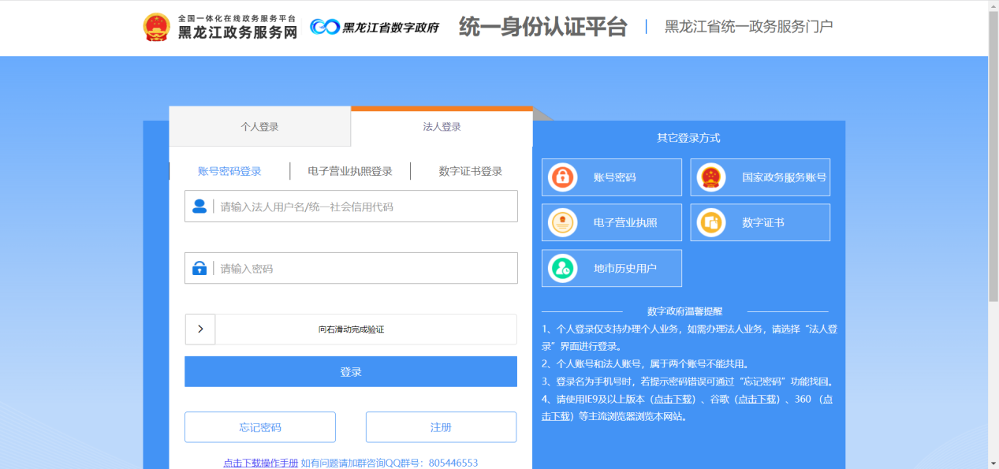 全国一体化在线政务服务平台
黑龙江政务服务网
黑龙江省数字政府
统一身份认证平台
黑龙江省统一政务服务门户
个人登录
法人登录
账号密码登录
电子营业执照登录
数字证书登录
请输入法人用户名/统一社会信用代码
请输入密码
向右滑动完成验证
登录
忘记密码
注册
点击下载操作手册 如有问题请加群咨询QQ群号：805446553
其它登录方式
账号密码
国家政务服务账号
电子营业执照
数字证书
地市历史用户
数字政府温馨提醒
1、个人登录仅支持办理个人业务，如需办理法人业务，请选择“法人登
录”界面进行登录。
2、个人账号和法人账号，属于两个账号不能共用。
3、登录名为手机号时，若提示密码错误可通过“忘记密码”功能找回。
4、请使用IE9及以上版本（点击下载）、谷歌（点击下载）、360 （点
击下载）等主流浏览器浏览本网站。